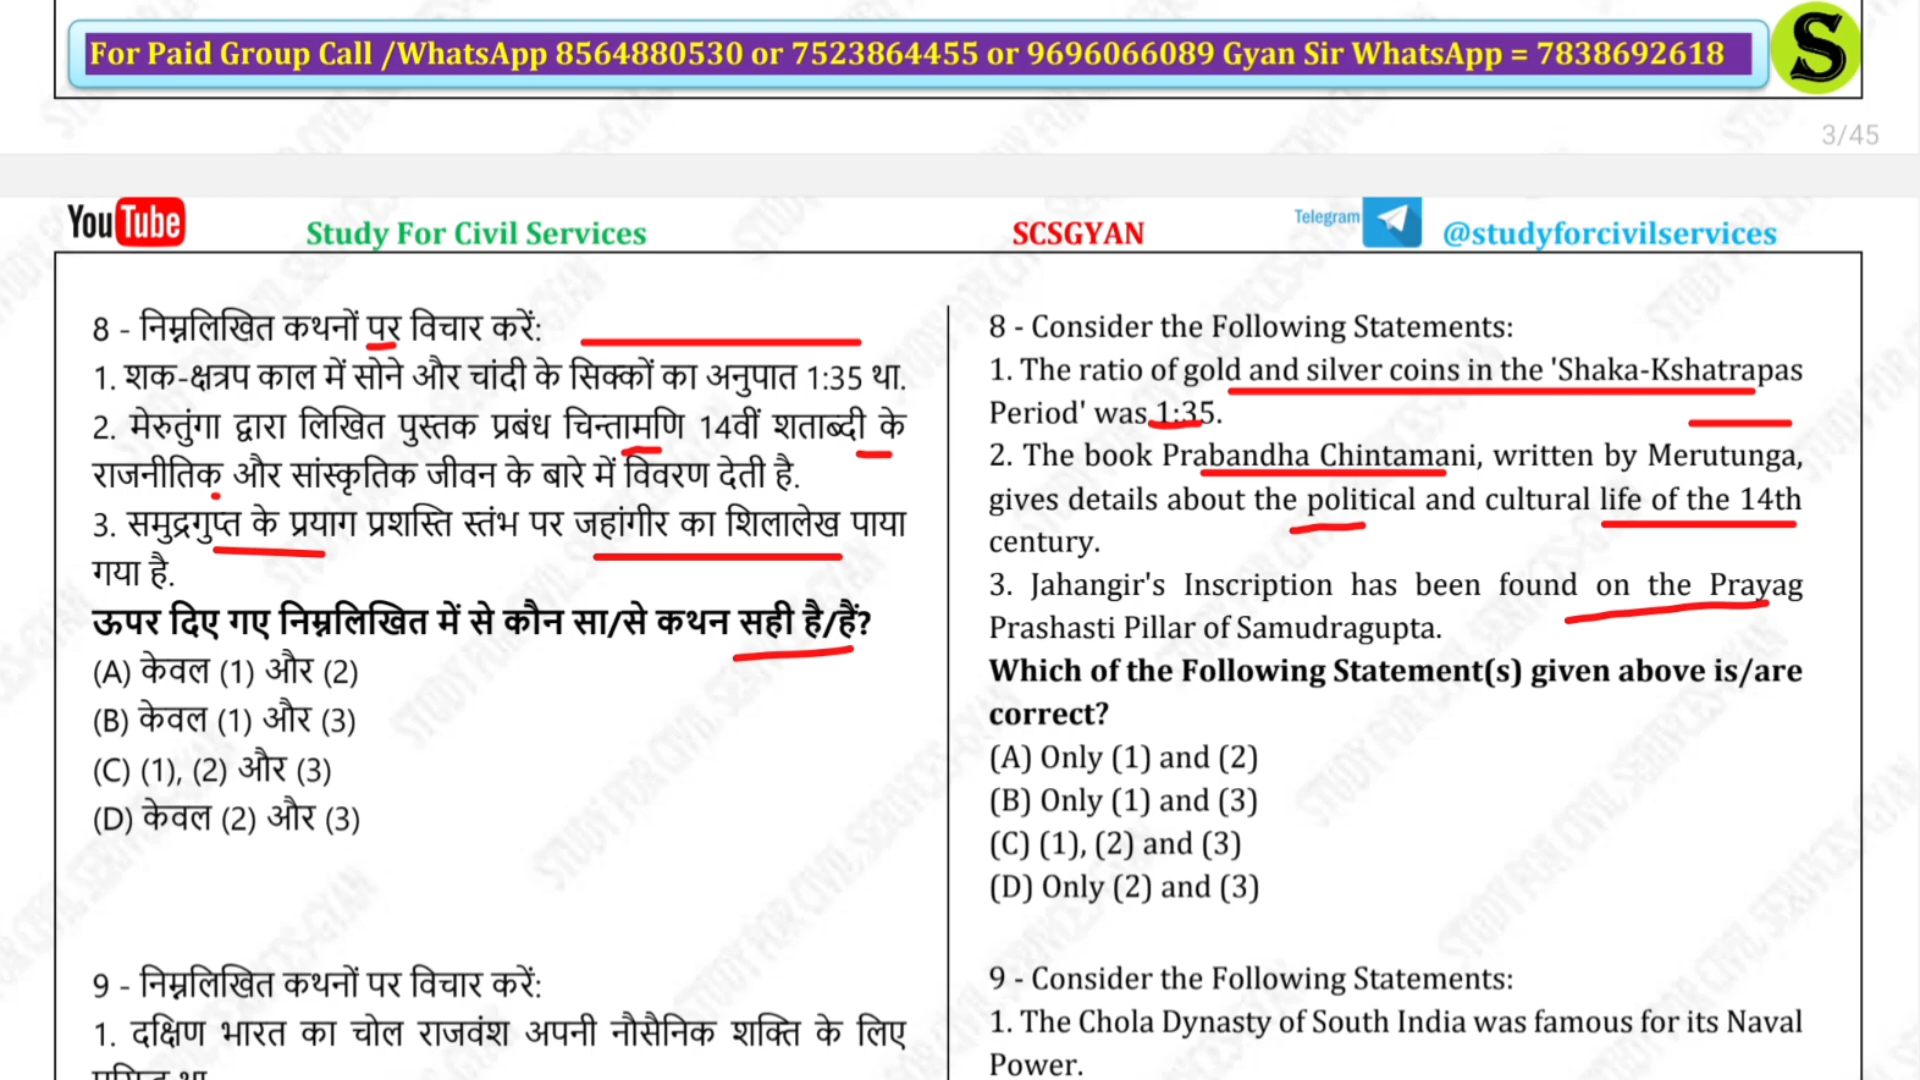 For Paid Group Call /WhatsApp 8564880530 or 7523864455 or 9696066089 Gyan Sir WhatsApp = 7838692618
S
3/45
YouTube
Study For Civil Services
SCSGYAN
Telegram
@studyforcivilservices
8 - निम्नलिखित कथनों पर विचार करें:
1. शक-क्षत्रप काल में सोने और चांदी के सिक्कों का अनुपात 1:35 था.
2. मेरुतुंगा द्वारा लिखित पुस्तक प्रबंध चिन्तामणि 14वीं शताब्दी के
राजनीतिक और सांस्कृतिक जीवन के बारे में विवरण देती है.
3. समुद्रगुप्त के प्रयाग प्रशस्ति स्तंभ पर जहांगीर का शिलालेख पाया
गया है.
ऊपर दिए गए निम्नलिखित में से कौन सा/से कथन सही है/हैं?
(A) केवल (1) और (2)
(B) केवल (1) और (3)
(C) (1), (2) और (3)
(D) केवल (2) और (3)
9 - निम्नलिखित कथनों पर विचार करें:
1. दक्षिण भारत का चोल राजवंश अपनी नौसैनिक शक्ति के लिए
8 - Consider the Following Statements:
1. The ratio of gold and silver coins in the 'Shaka-Kshatrapas
Period' was 1:35.
2. The book Prabandha Chintamani, written by Merutunga,
gives details about the political and cultural life of the 14th
century.
3. Jahangir's Inscription has been found on the Prayag
Prashasti Pillar of Samudragupta.
Which of the Following Statement(s) given above is/are
correct?
(A) Only (1) and (2)
(B) Only (1) and (3)
(C) (1), (2) and (3)
(D) Only (2) and (3)
9 - Consider the Following Statements:
1. The Chola Dynasty of South India was famous for its Naval
Power.